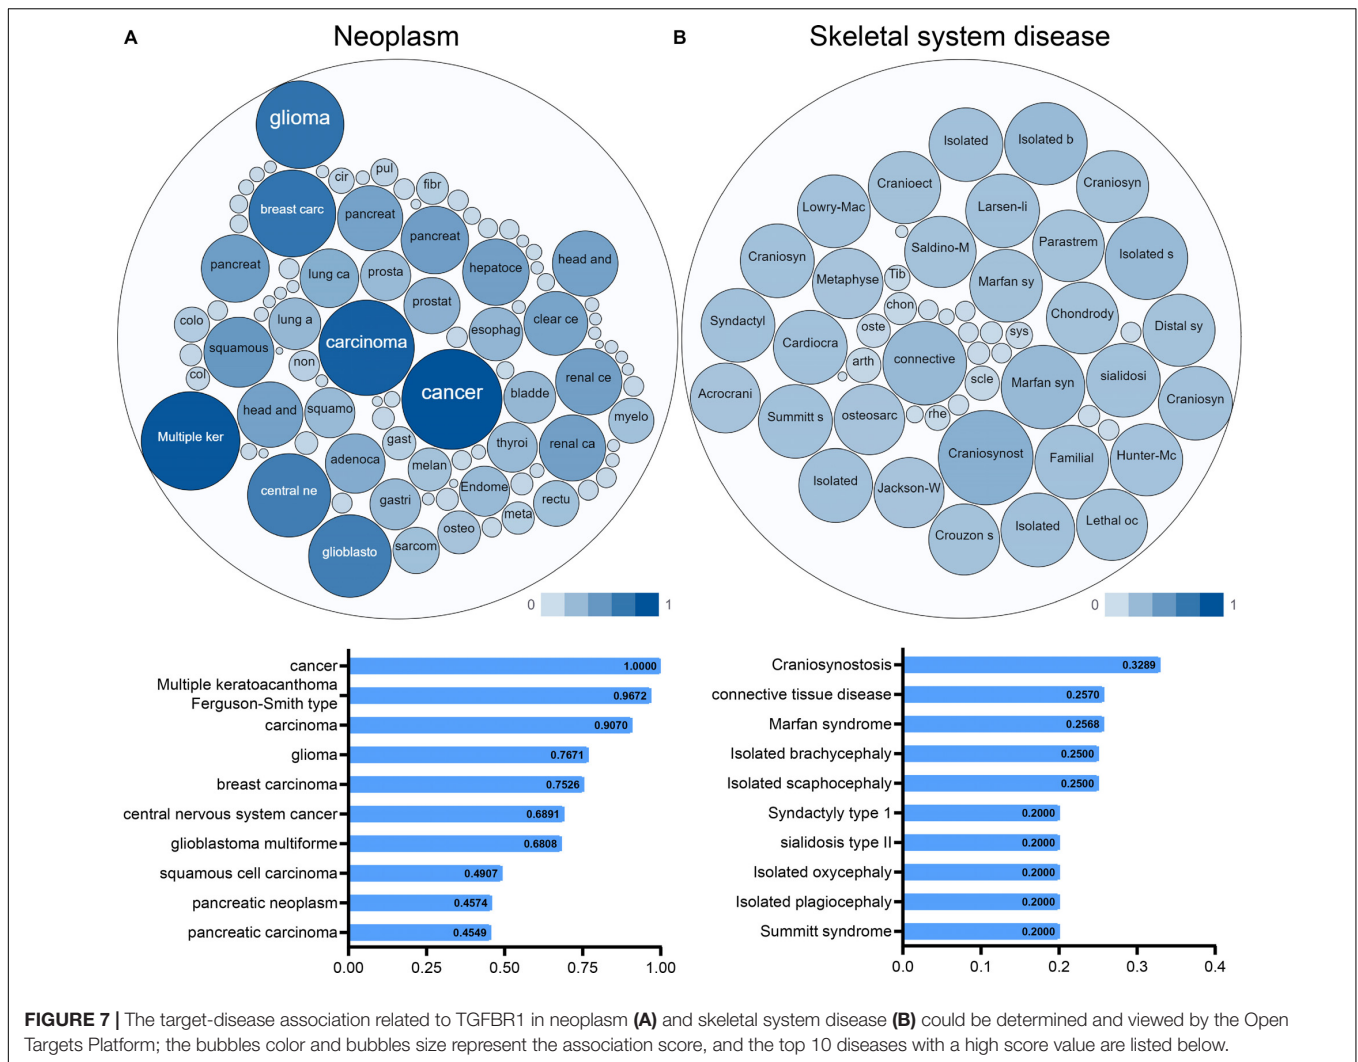 A
Neoplasm
glioma
cir
pul
fibr
breast carc
pancreat
pancreat
pancreat
lung ca
prosta
hepatoce
head and
colo
lung a
prostat
esophag
clear ce
squamous
non
carcinoma
col
cancer
bladde
renal ce
Multiple ker
head and
squamo
gast
thyroi
renal ca
myelo
adenoca
melan
central ne
gastri
Endome
rectu
meta
osteo
glioblasto
sarcom
0
1
B
Skeletal system disease
Isolated
Isolated b
Cranioect
Craniosyn
Lowry-Mac
Larsen-li
Saldino-M
Parastrem
Craniosyn
Isolated s
Metaphyse
Tib
Marfan sy
chon
Syndactyl
oste
sys
Chondrody
Distal sy
Cardiocra
arth
connective
scle
Marfan syn
sialidosi
Acrocrani
Summitt s
osteosarc
rhe
Craniosyn
Craniosynost
Familial
Hunter-Mc
Isolated
Jackson-W
Crouzon s
Isolated
Lethal oc
0
1
cancer
1.0000
Multiple keratoacanthoma
Ferguson-Smith type
0.9672
carcinoma
0.9070
glioma
0.7671
breast carcinoma
0.7526
central nervous system cancer
0.6891
glioblastoma multiforme
0.6808
squamous cell carcinoma
0.4907
pancreatic neoplasm
0.4574
pancreatic carcinoma
0.4549
0.00 0.25 0.50 0.75 1.00
Craniosynostosis
0.3289
connective tissue disease
0.2570
Marfan syndrome
0.2568
Isolated brachycephaly
0.2500
Isolated scaphocephaly
0.2500
Syndactyly type 1
0.2000
sialidosis type II
0.2000
Isolated oxycephaly
0.2000
Isolated plagiocephaly
0.2000
Summitt syndrome
0.2000
0.0 0.1 0.2 0.3 0.4
FIGURE 7 | The target-disease association related to TGFBR1 in neoplasm (A) and skeletal system disease (B) could be determined and viewed by the Open
Targets Platform; the bubbles color and bubbles size represent the association score, and the top 10 diseases with a high score value are listed below.